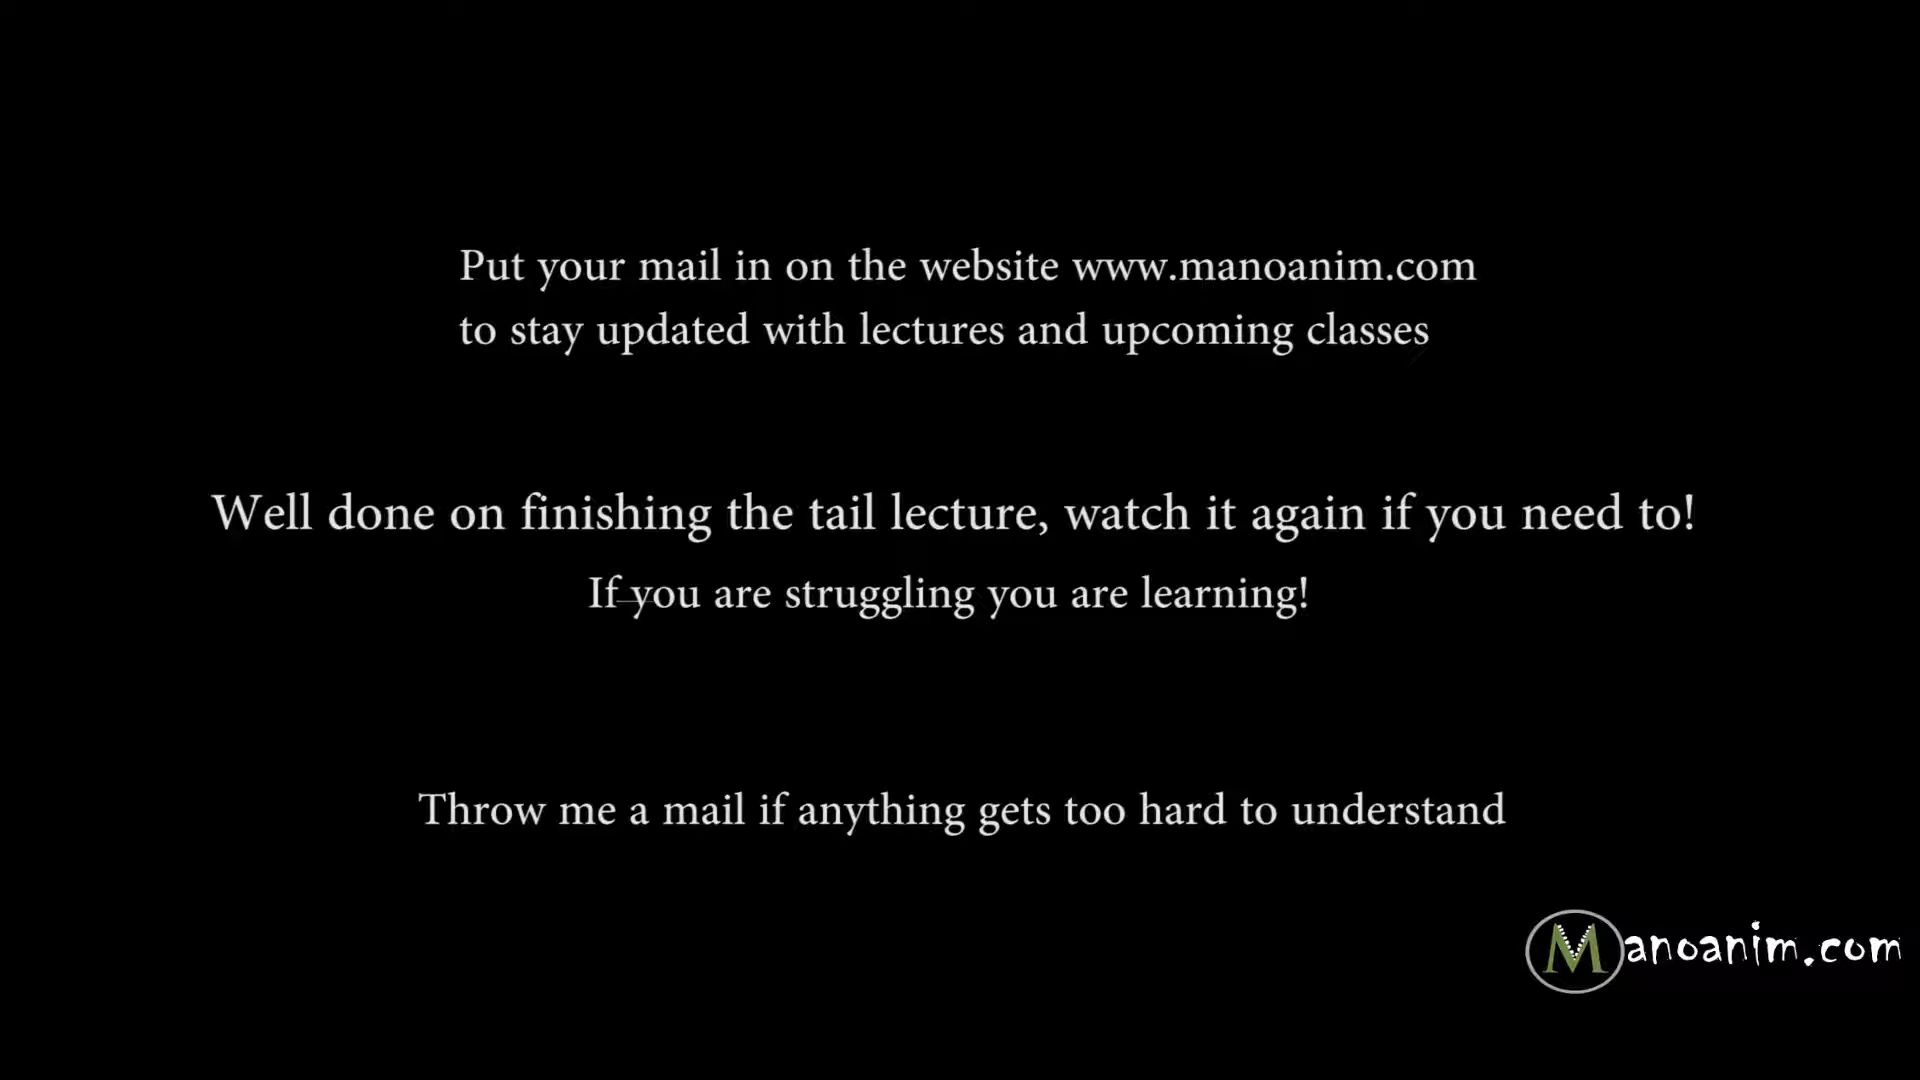 Put your mail in on the website www.manoanim.com
to stay updated with lectures and upcoming classes
Well done on finishing the tail lecture, watch it again if you need to!
If you are struggling you are learning!
Throw me a mail if anything gets too hard to understand
Manoanim.com